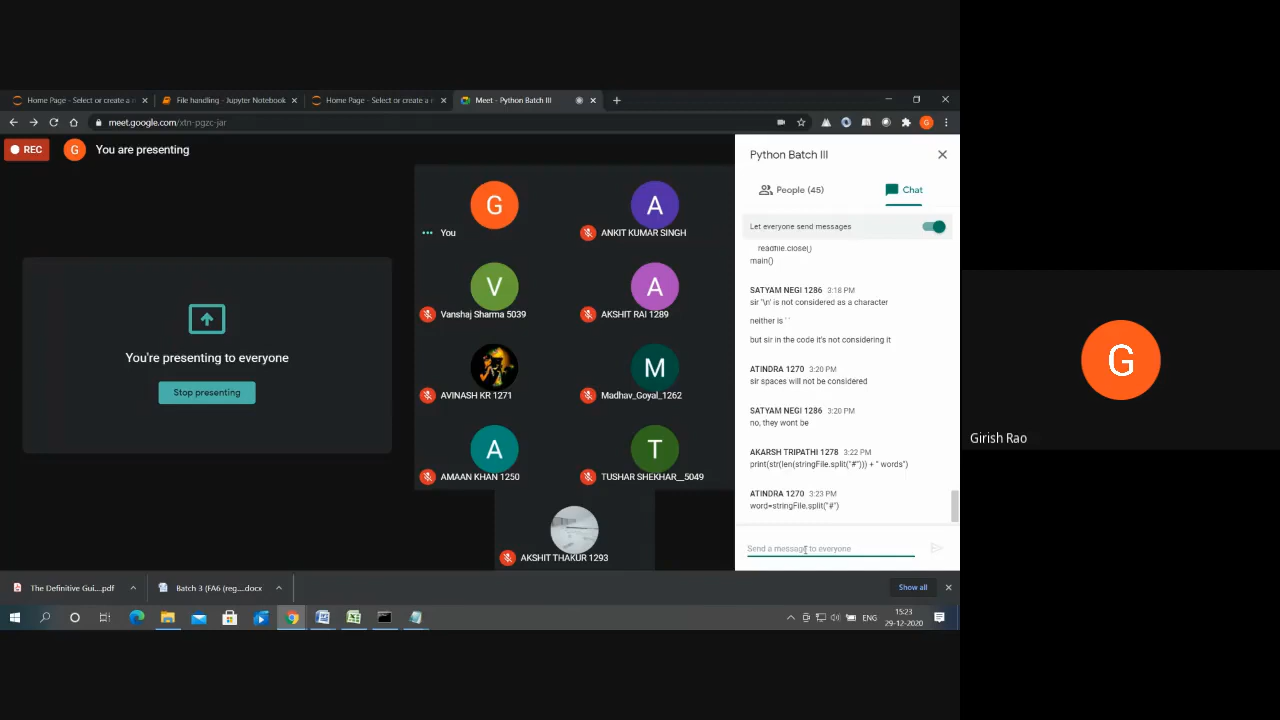 Home Page - Select or create a n
File handling - Jupyter Notebook
Home Page - Select or create a n
Meet - Python Batch III
meet.google.com/xtn-pgzc-jar
REC
G
You are presenting
You're presenting to everyone
Stop presenting
G
You
A
ANKIT KUMAR SINGH
V
Vanshaj Sharma 5039
A
AKSHIT RAI 1289
AVINASH KR 1271
M
Madhav_Goyal_1262
A
AMAAN KHAN 1250
T
TUSHAR SHEKHAR__5049
AKSHIT THAKUR 1293
Python Batch III
People (45)
Chat
Let everyone send messages
readfile.close()
main()
SATYAM NEGI 1286 3:18 PM
sir '\n' is not considered as a character
neither is ' '
but sir in the code it's not considering it
ATINDRA 1270 3:20 PM
sir spaces will not be considered
SATYAM NEGI 1286 3:20 PM
no, they wont be
AKARSH TRIPATHI 1278 3:22 PM
print(str(len(stringFile.split("#"))) + " words")
ATINDRA 1270 3:23 PM
word=stringFile.split("#")
Send a message to everyone
G
Girish Rao
The Definitive Gui....pdf
Batch 3 (FA6 (reg....docx
Show all
ENG
15:23
29-12-2020